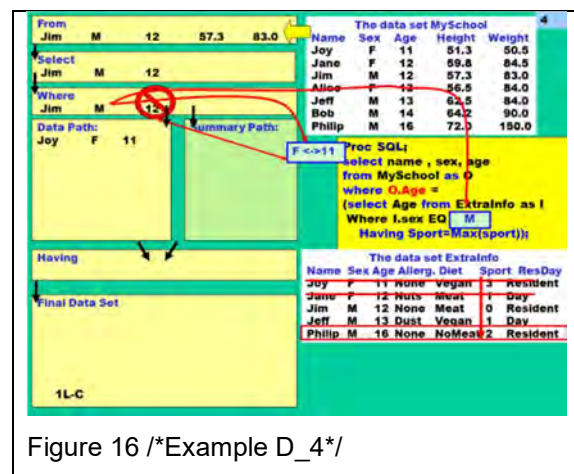 4
From
Jim M 12 57.3 83.0
Select
Jim M 12
Where
Jim M 12
Data Path:
Joy F 11
Summary Path:
Having
Final Data Set
1L-C
The data set MySchool
Name Sex Age Height Weight
Joy F 11 51.3 50.5
Jane F 12 59.8 84.5
Jim M 12 57.3 83.0
Alice F 12 56.5 84.0
Jeff M 13 62.5 84.0
Bob M 14 64.2 90.0
Philip M 16 72.0 150.0
F <->11
Proc SQL;
select name , sex, age
from MySchool as O
where O.Age =
(select Age from ExtraInfo as I
Where I.sex EQ M
Having Sport=Max(sport));
The data set ExtraInfo
Name Sex Age Allerg. Diet Sport ResDay
Joy F 11 None Vegan 3 Resident
Jane F 12 Nuts Meat 1 Day
Jim M 12 None Meat 0 Resident
Jeff M 13 Dust Vegan 1 Day
Philip M 16 None NoMeat 2 Resident
Figure 16 /*Example D_4*/